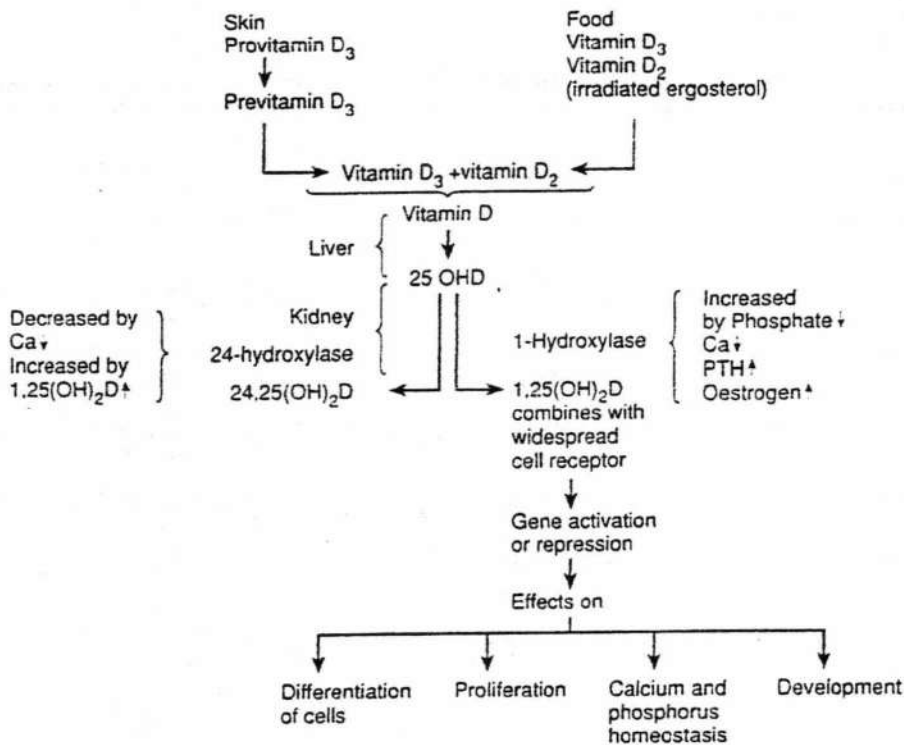 Skin
Provitamin D₃
Previtamin D₃
Food
Vitamin D₃
Vitamin D₂
(irradiated ergosterol)
Vitamin D₃ +vitamin D₂
Vitamin D
Liver
25 OHD
Decreased by
Ca↓
Increased by
1,25(OH)₂D↑
Kidney
24-hydroxylase
24,25(OH)₂D
1-Hydroxylase
Increased
by Phosphate↓
Ca↓
PTH↑
Oestrogen↑
1,25(OH)₂D
combines with
widespread
cell receptor
Gene activation
or repression
Effects on
Differentiation
of cells
Proliferation
Calcium and
phosphorus
homeostasis
Development